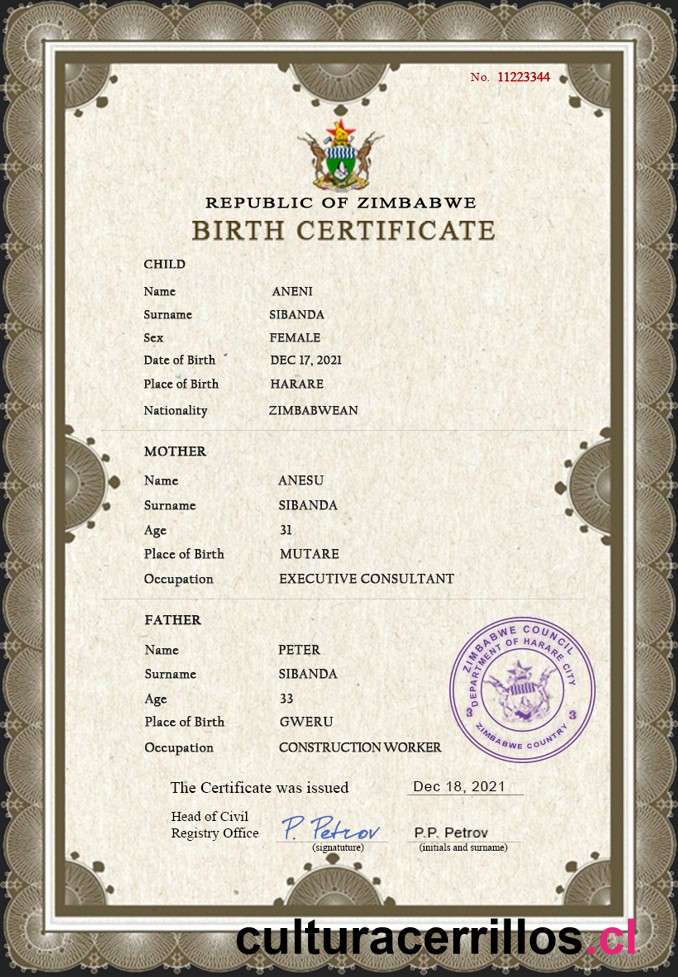 No. 11223344
REPUBLIC OF ZIMBABWE
BIRTH CERTIFICATE
CHILD
Name ANENI
Surname SIBANDA
Sex FEMALE
Date of Birth DEC 17, 2021
Place of Birth HARARE
Nationality ZIMBABWEAN
MOTHER
Name ANESU
Surname SIBANDA
Age 31
Place of Birth MUTARE
Occupation EXECUTIVE CONSULTANT
FATHER
Name PETER
Surname SIBANDA
Age 33
Place of Birth GWERU
Occupation CONSTRUCTION WORKER
ZIMBABWE COUNCIL
DEPARTMENT OF HARARE CITY
3 3
ZIMBABWE COUNTRY
The Certificate was issued Dec 18, 2021
Head of Civil
Registry Office P. Petrov P.P. Petrov
(signatuture) (initials and surname)
culturacerrillos.cl